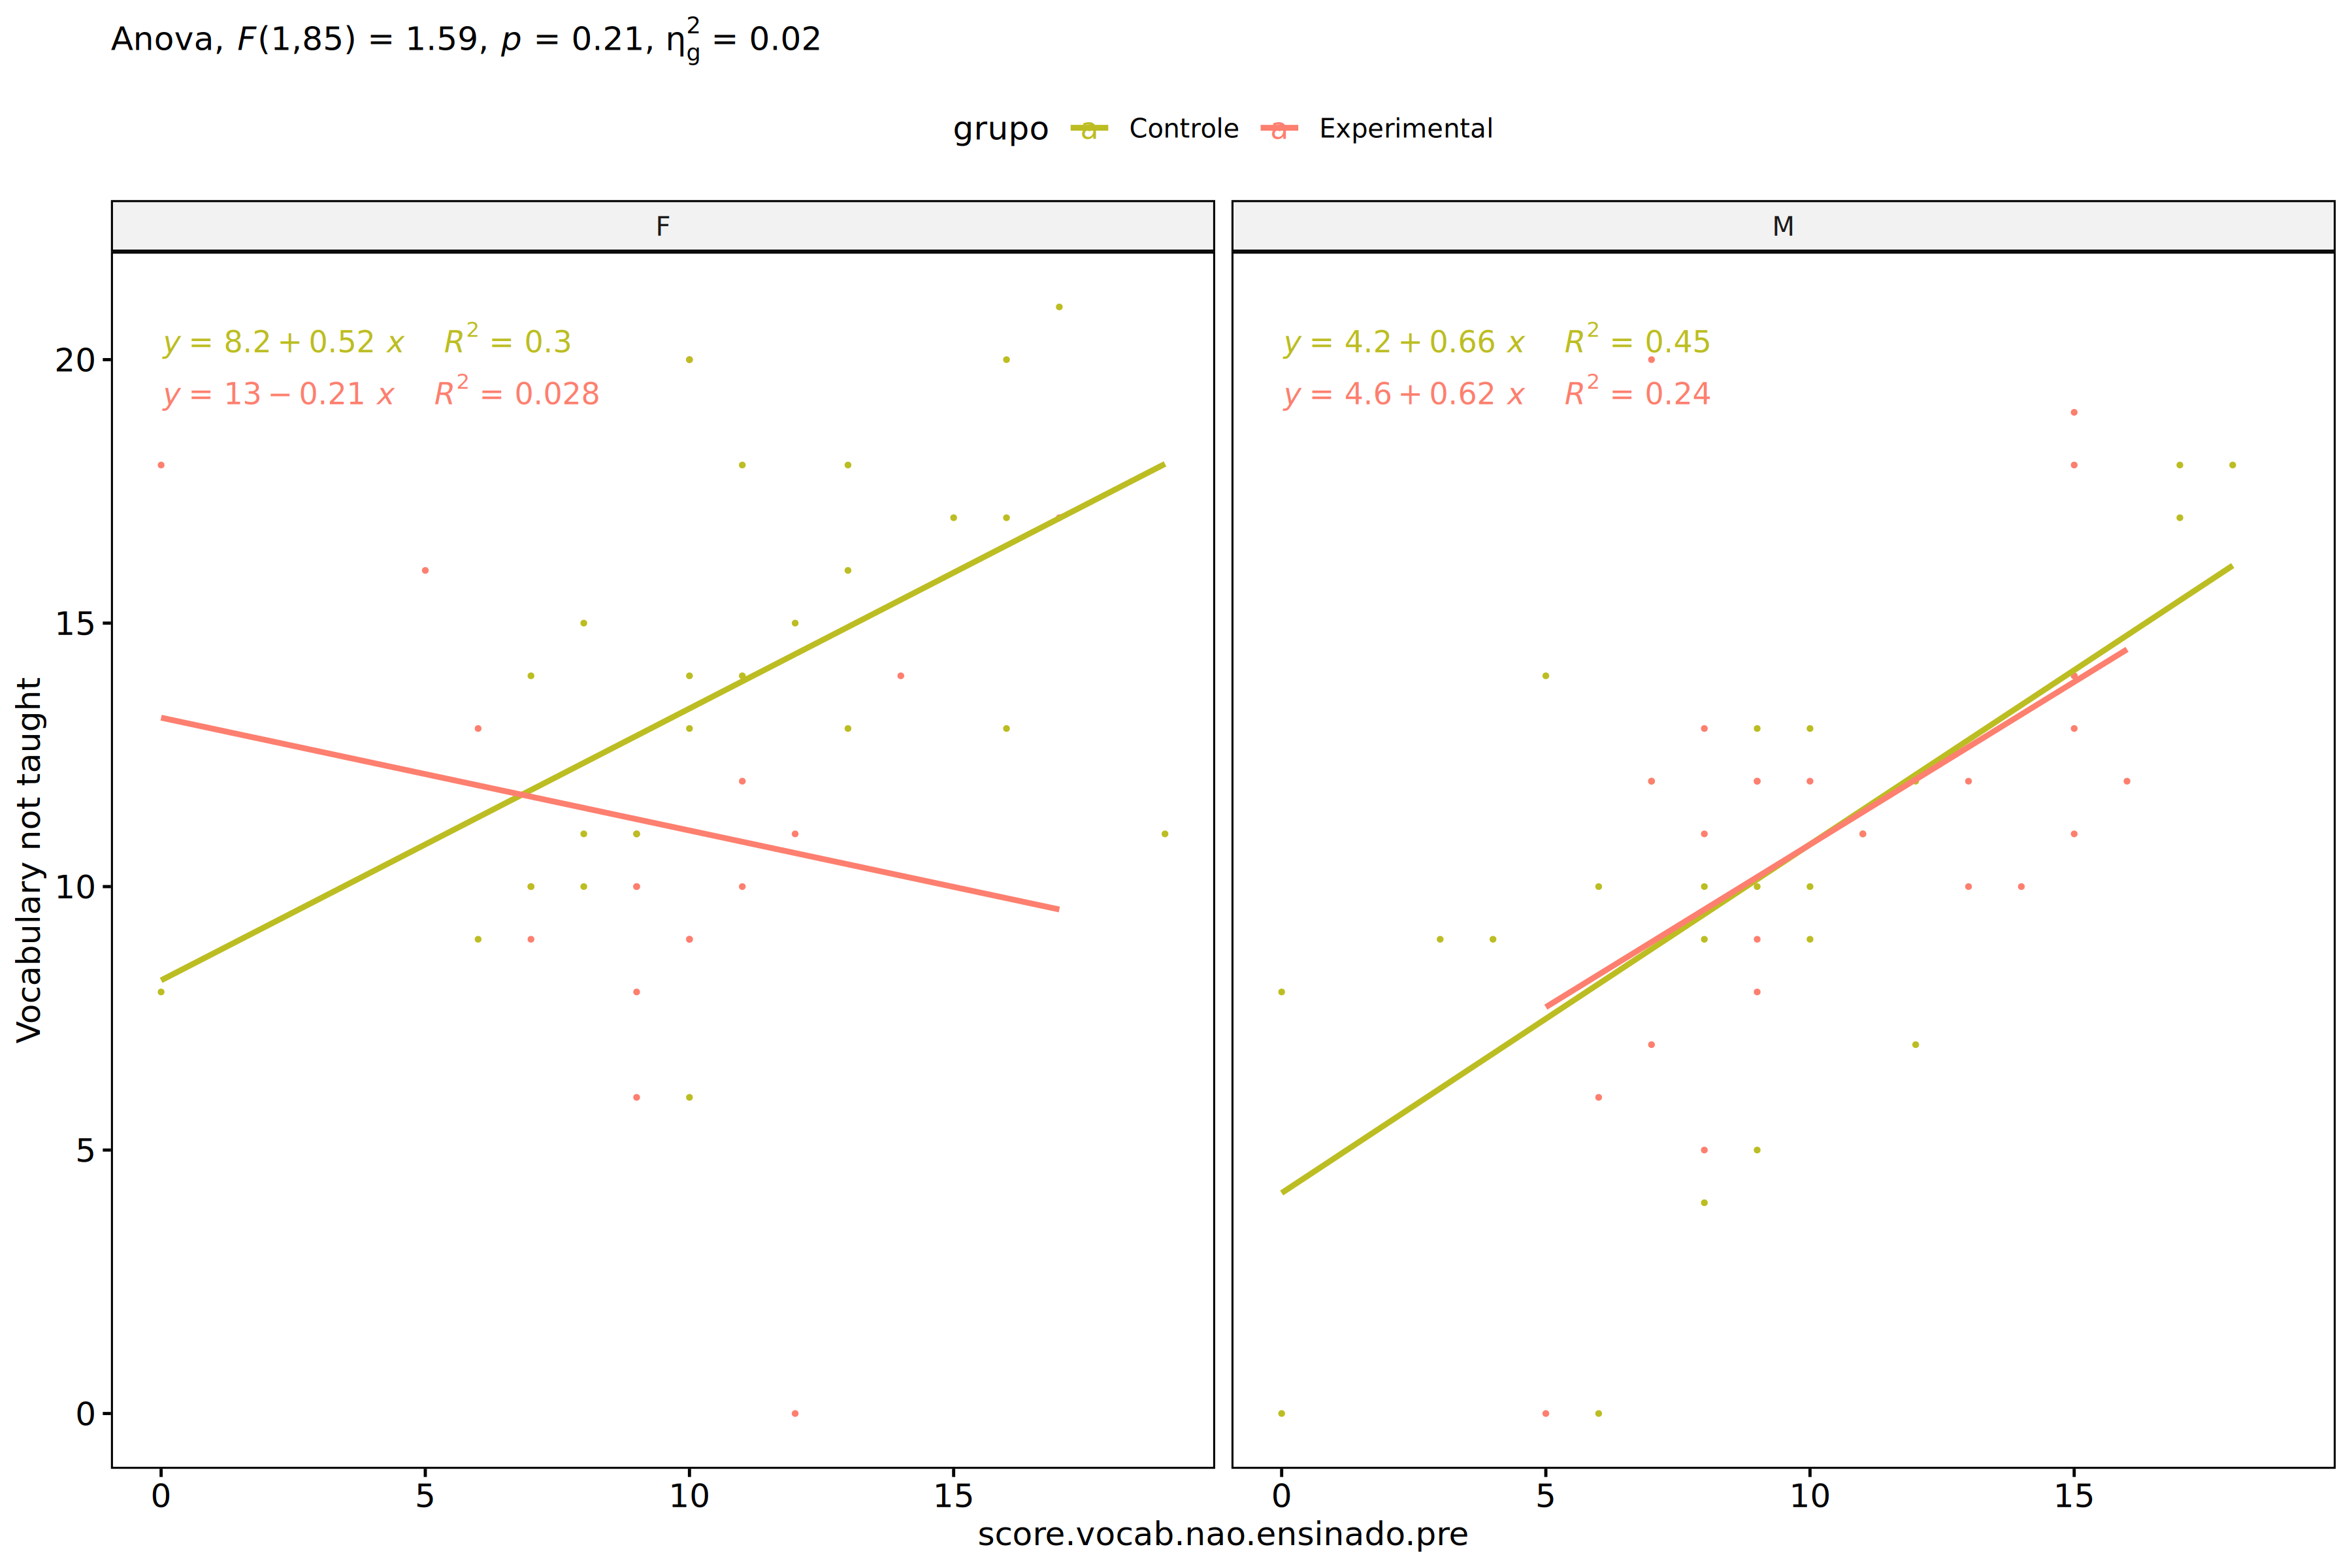 Anova, F(1,85) = 1.59, p = 0.21, η²g = 0.02
grupo a Controle a Experimental
F
M
y = 8.2 + 0.52 x R² = 0.3
y = 13 − 0.21 x R² = 0.028
y = 4.2 + 0.66 x R² = 0.45
y = 4.6 + 0.62 x R² = 0.24
Vocabulary not taught
20
15
10
5
0
0 5 10 15
0 5 10 15
score.vocab.nao.ensinado.pre